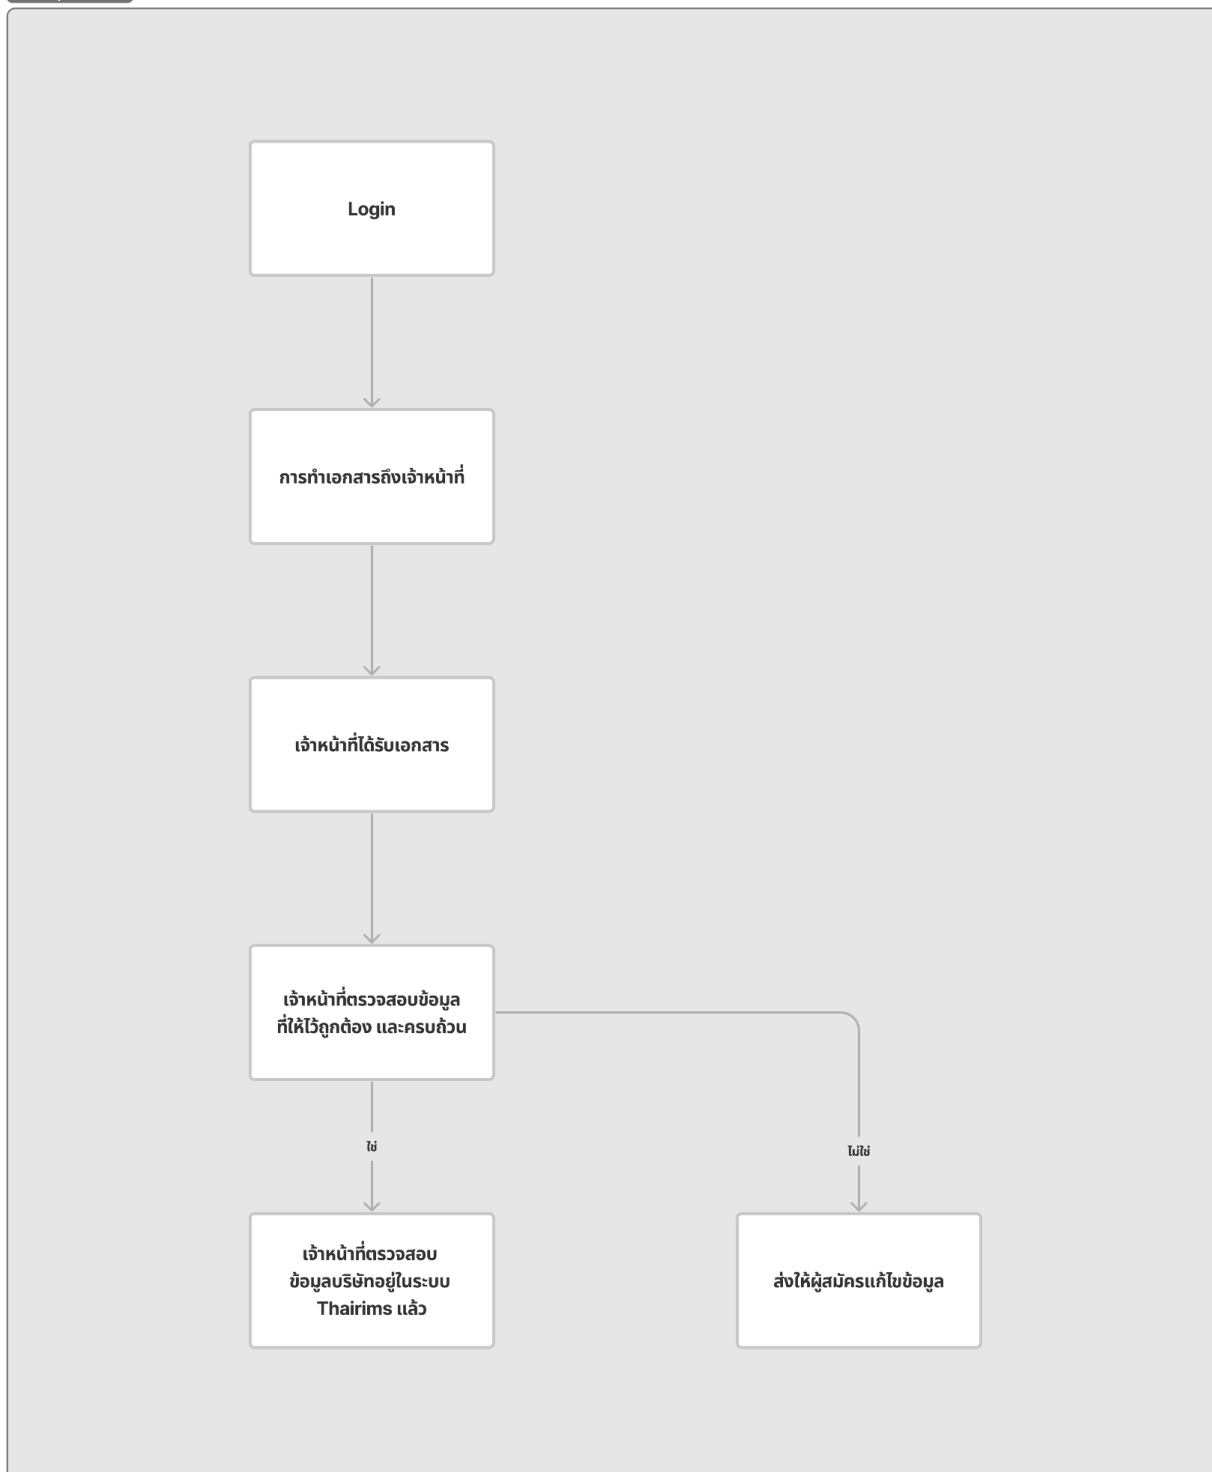 Login
การทำเอกสารถึงเจ้าหน้าที่
เจ้าหน้าที่ได้รับเอกสาร
เจ้าหน้าที่ตรวจสอบข้อมูล
ที่ให้ไว้ถูกต้อง และครบถ้วน
ใช่
ไม่ใช่
เจ้าหน้าที่ตรวจสอบ
ข้อมูลบริษัทอยู่ในระบบ
Thairims แล้ว
ส่งให้ผู้สมัครแก้ไขข้อมูล